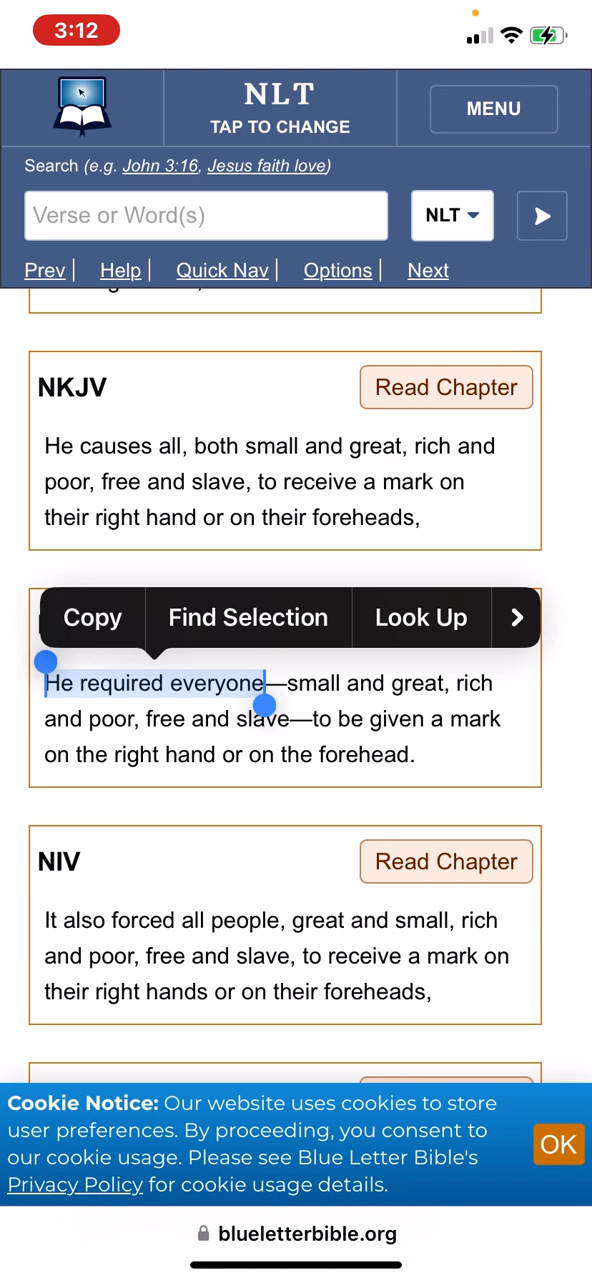 3:12
NLT
TAP TO CHANGE
MENU
Search (e.g. John 3:16, Jesus faith love)
Verse or Word(s)
NLT
Prev | Help | Quick Nav | Options | Next
NKJV
Read Chapter
He causes all, both small and great, rich and
poor, free and slave, to receive a mark on
their right hand or on their foreheads,
Copy
Find Selection
Look Up
He required everyone—small and great, rich
and poor, free and slave—to be given a mark
on the right hand or on the forehead.
NIV
Read Chapter
It also forced all people, great and small, rich
and poor, free and slave, to receive a mark on
their right hands or on their foreheads,
Cookie Notice: Our website uses cookies to store
user preferences. By proceeding, you consent to
our cookie usage. Please see Blue Letter Bible's
Privacy Policy for cookie usage details.
OK
blueletterbible.org